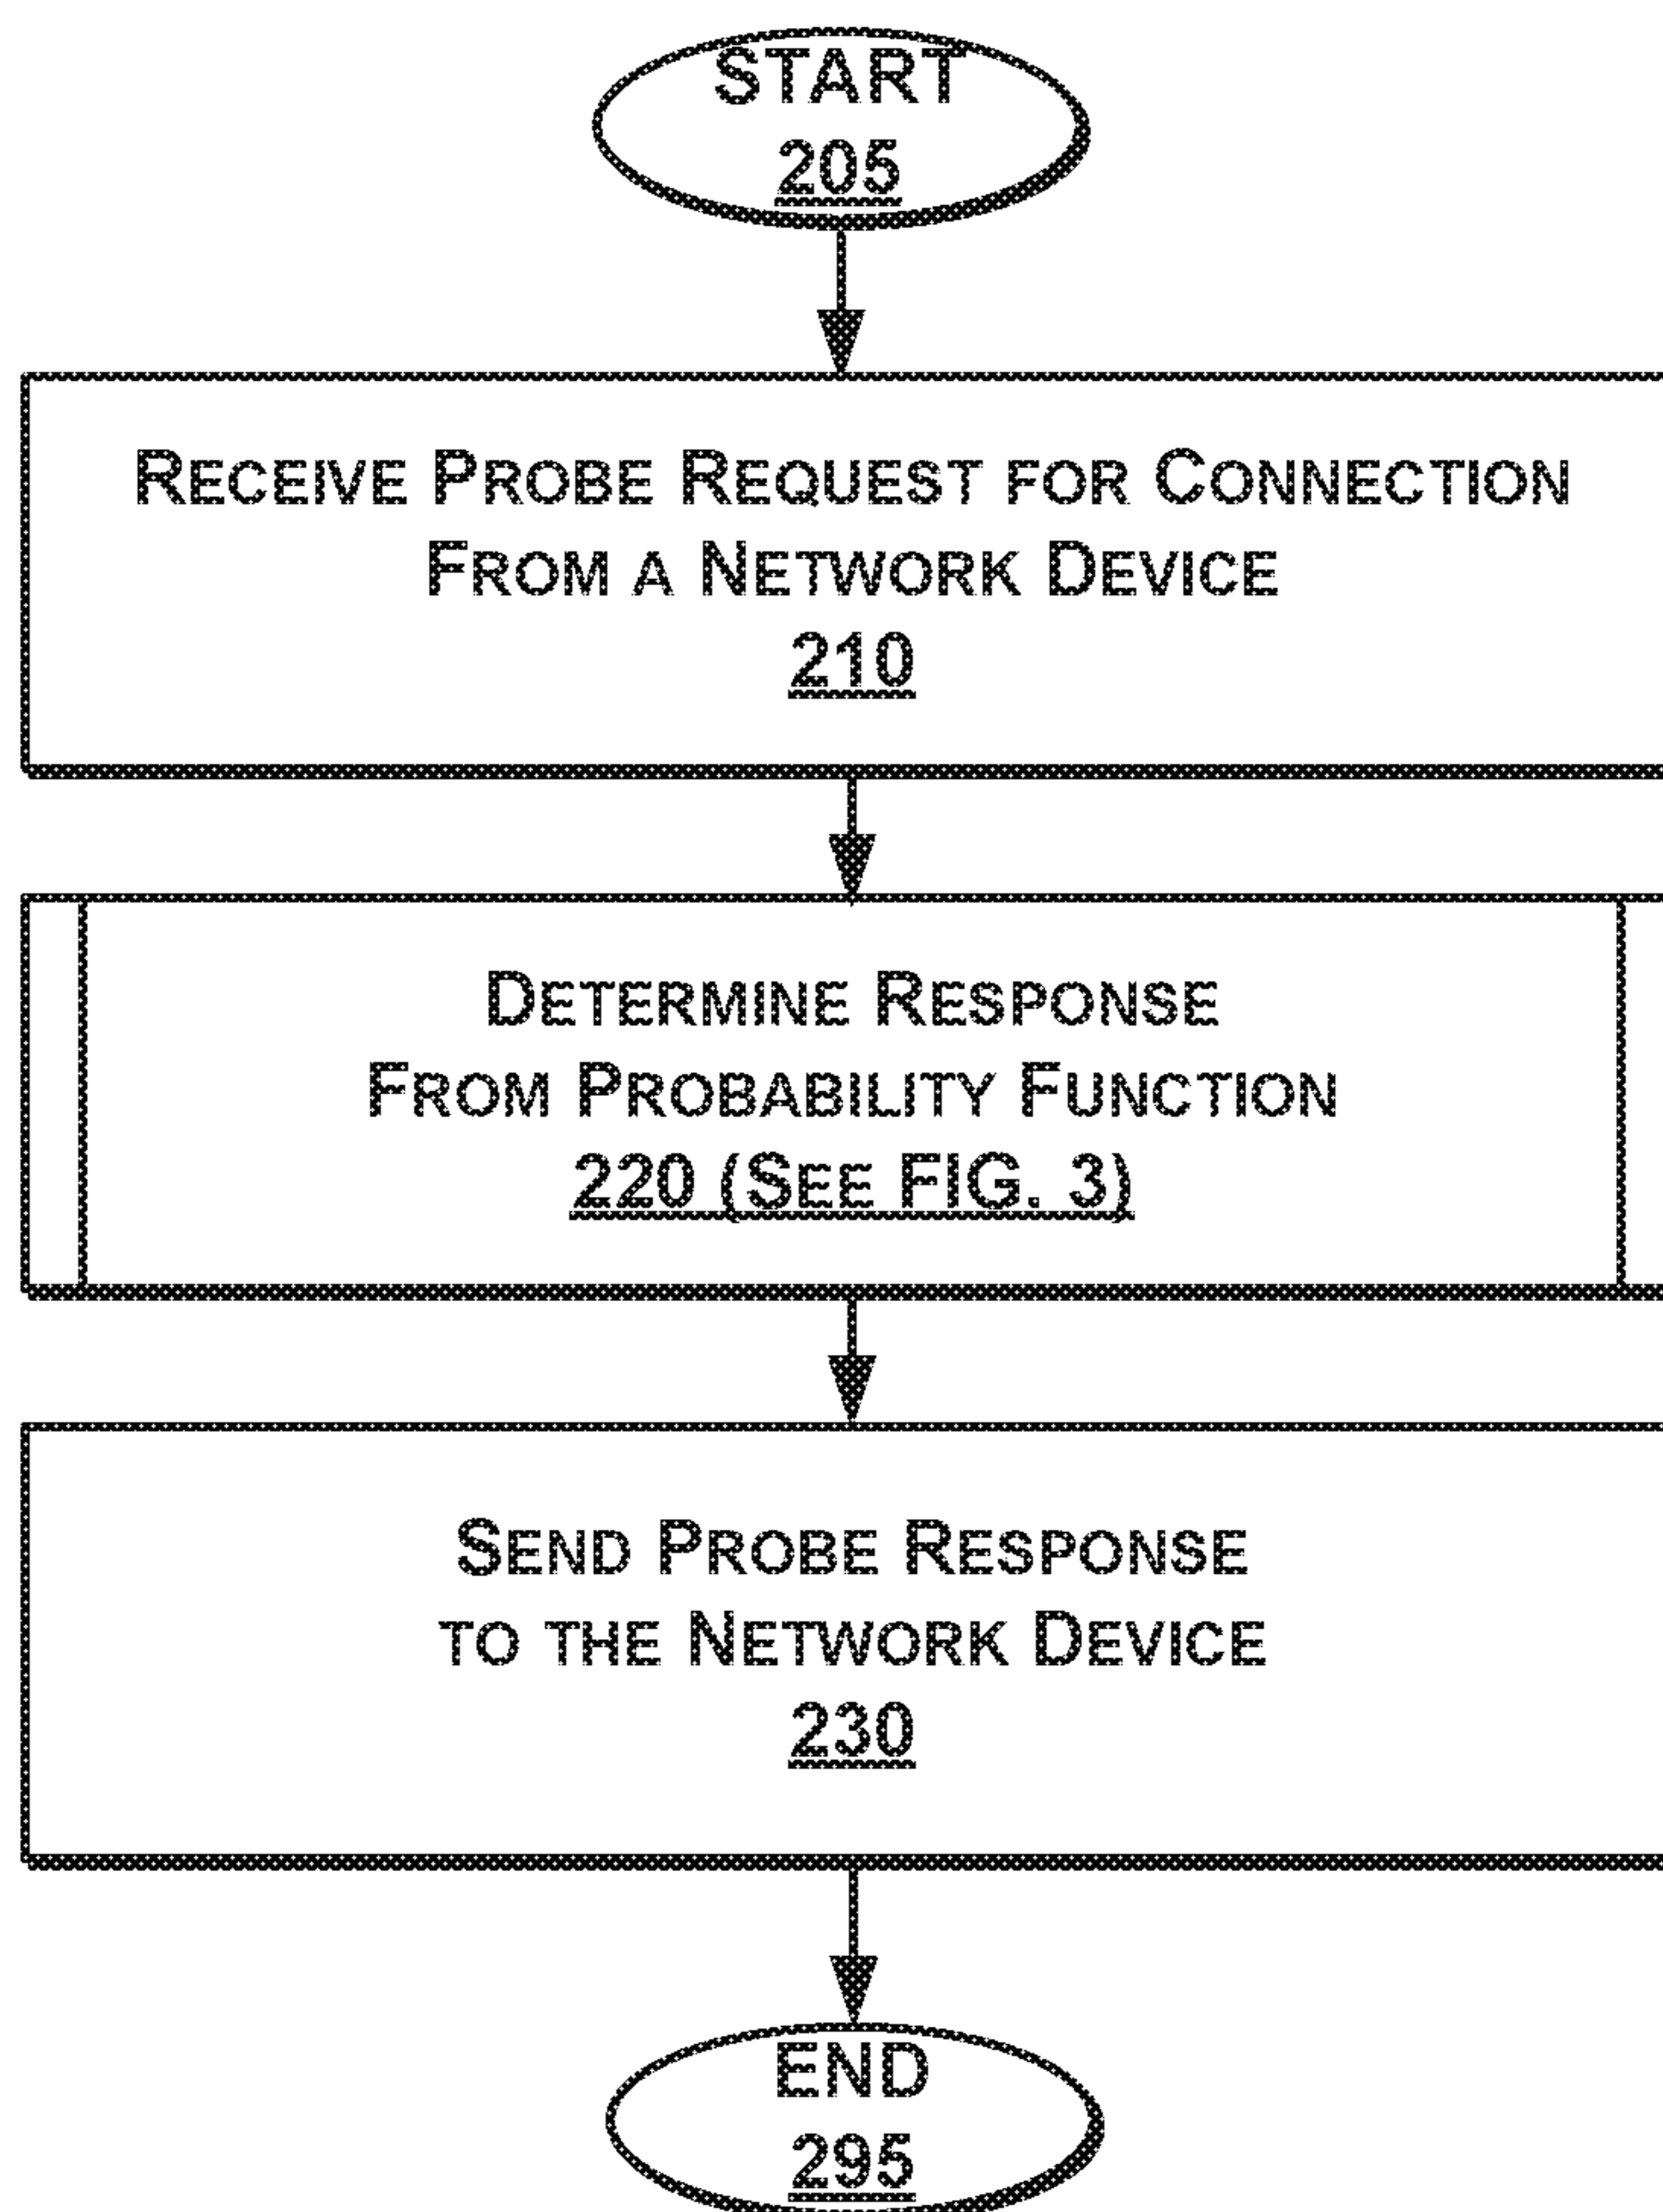 START
205
RECEIVE PROBE REQUEST FOR CONNECTION
FROM A NETWORK DEVICE
210
DETERMINE RESPONSE
FROM PROBABILITY FUNCTION
220 (SEE FIG. 3)
SEND PROBE RESPONSE
TO THE NETWORK DEVICE
230
END
295